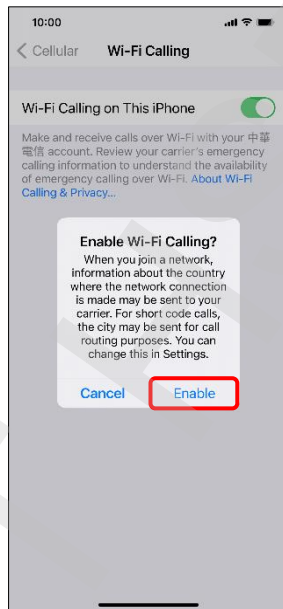 10:00
Cellular Wi-Fi Calling
Wi-Fi Calling on This iPhone
Make and receive calls over Wi-Fi with your 中華
電信 account. Review your carrier's emergency
calling information to understand the availability
of emergency calling over Wi-Fi. About Wi-Fi
Calling & Privacy...
Enable Wi-Fi Calling?
When you join a network,
information about the country
where the network connection
is made may be sent to your
carrier. For short code calls,
the city may be sent for call
routing purposes. You can
change this in Settings.
Cancel Enable